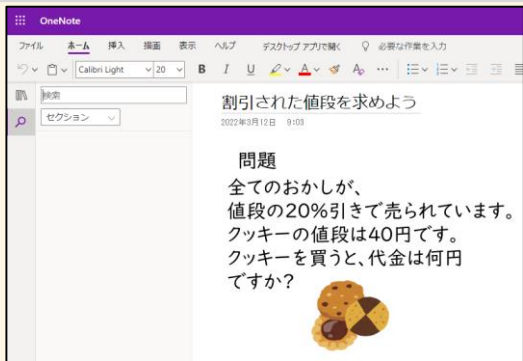 OneNote
ファイル ホーム 挿入 描画 表示 ヘルプ デスクトップ アプリで開く 必要な作業を入力
Calibri Light 20 B I U A A ...
検索
セクション
割引された値段を求めよう
2022年3月12日 9:03
問題
全てのおかしが、
値段の20%引きで売られています。
クッキーの値段は40円です。
クッキーを買うと、代金は何円
ですか?